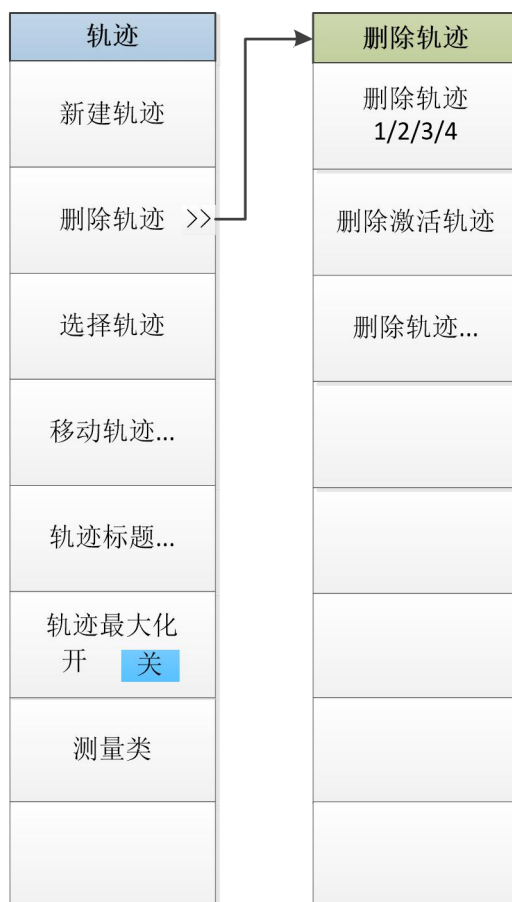 轨迹
新建轨迹
删除轨迹 >>
选择轨迹
移动轨迹...
轨迹标题...
轨迹最大化
开 关
测量类
删除轨迹
删除轨迹
1/2/3/4
删除激活轨迹
删除轨迹...